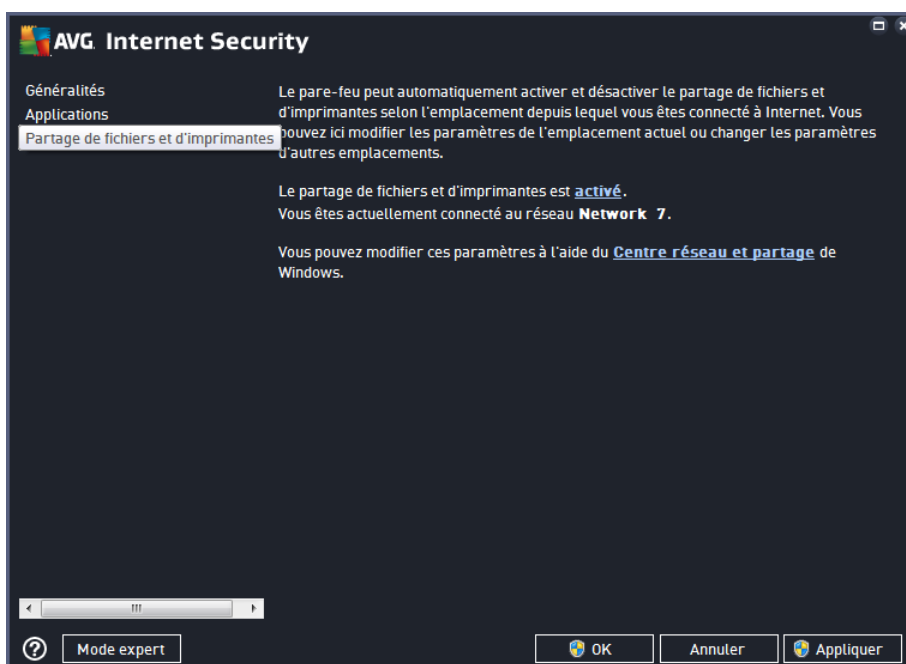 AVG. Internet Security
Généralités
Applications
Partage de fichiers et d'imprimantes
Le pare-feu peut automatiquement activer et désactiver le partage de fichiers et
d'imprimantes selon l'emplacement depuis lequel vous êtes connecté à Internet. Vous
pouvez ici modifier les paramètres de l'emplacement actuel ou changer les paramètres
d'autres emplacements.
Le partage de fichiers et d'imprimantes est activé.
Vous êtes actuellement connecté au réseau Network 7.
Vous pouvez modifier ces paramètres à l'aide du Centre réseau et partage de
Windows.
? Mode expert OK Annuler Appliquer